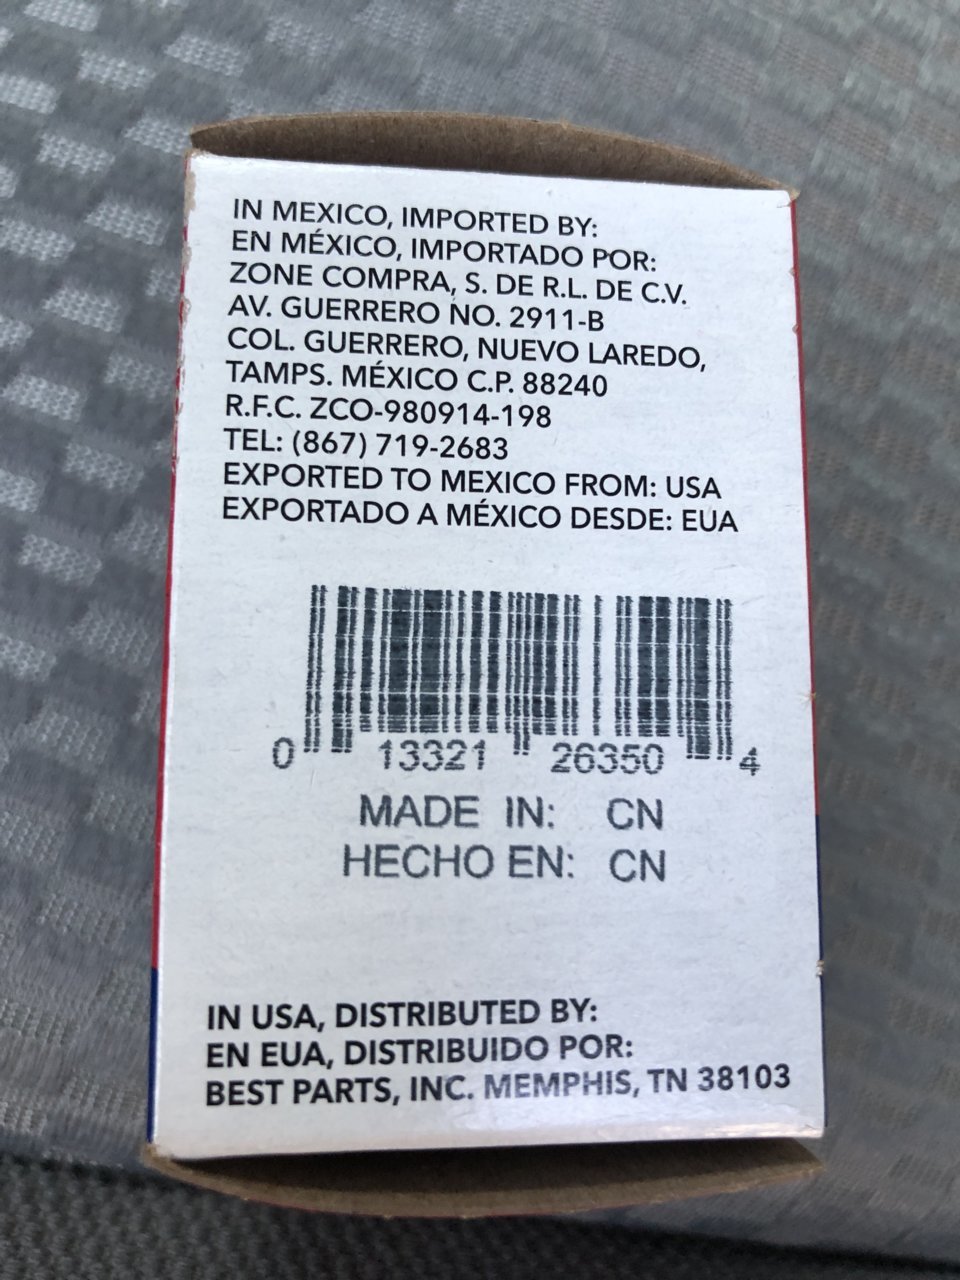 IN MEXICO, IMPORTED BY:
EN MÉXICO, IMPORTADO POR:
ZONE COMPRA, S. DE R.L. DE C.V.
AV. GUERRERO NO. 2911-B
COL. GUERRERO, NUEVO LAREDO,
TAMPS. MÉXICO C.P. 88240
R.F.C. ZCO-980914-198
TEL: (867) 719-2683
EXPORTED TO MEXICO FROM: USA
EXPORTADO A MÉXICO DESDE: EUA
0 13321 26350 4
MADE IN: CN
HECHO EN: CN
IN USA, DISTRIBUTED BY:
EN EUA, DISTRIBUIDO POR:
BEST PARTS, INC. MEMPHIS, TN 38103